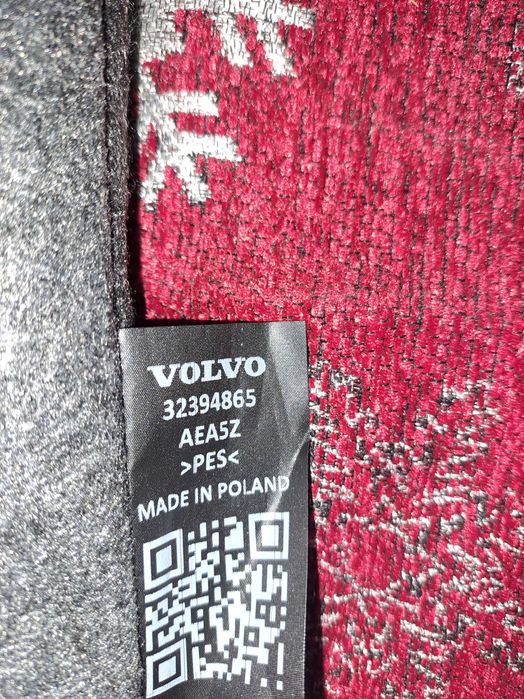 VOLVO
32394865
AEA5Z
>PES<
MADE IN POLAND